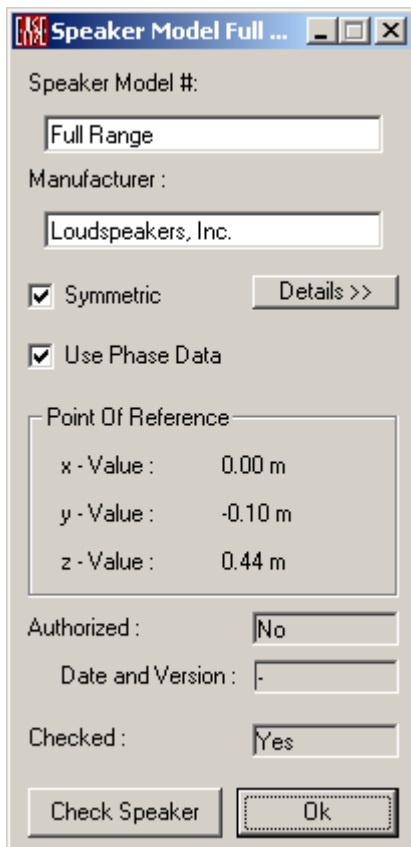 EASE Speaker Model Full ...
Speaker Model #:
Full Range
Manufacturer :
Loudspeakers, Inc.
Symmetric
Details >>
Use Phase Data
Point Of Reference
x - Value : 0.00 m
y - Value : -0.10 m
z - Value : 0.44 m
Authorized : No
Date and Version : -
Checked : Yes
Check Speaker Ok